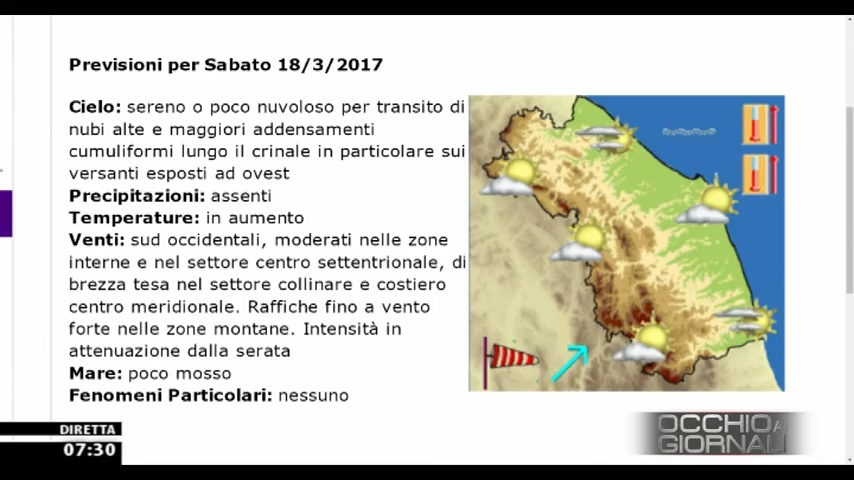 Previsioni per Sabato 18/3/2017
Cielo: sereno o poco nuvoloso per transito di
nubi alte e maggiori addensamenti
cumuliformi lungo il crinale in particolare sui
versanti esposti ad ovest
Precipitazioni: assenti
Temperature: in aumento
Venti: sud occidentali, moderati nelle zone
interne e nel settore centro settentrionale, di
brezza tesa nel settore collinare e costiero
centro meridionale. Raffiche fino a vento
forte nelle zone montane. Intensità in
attenuazione dalla serata
Mare: poco mosso
Fenomeni Particolari: nessuno
DIRETTA
07:30
OCCHIO AI
GIORNALI